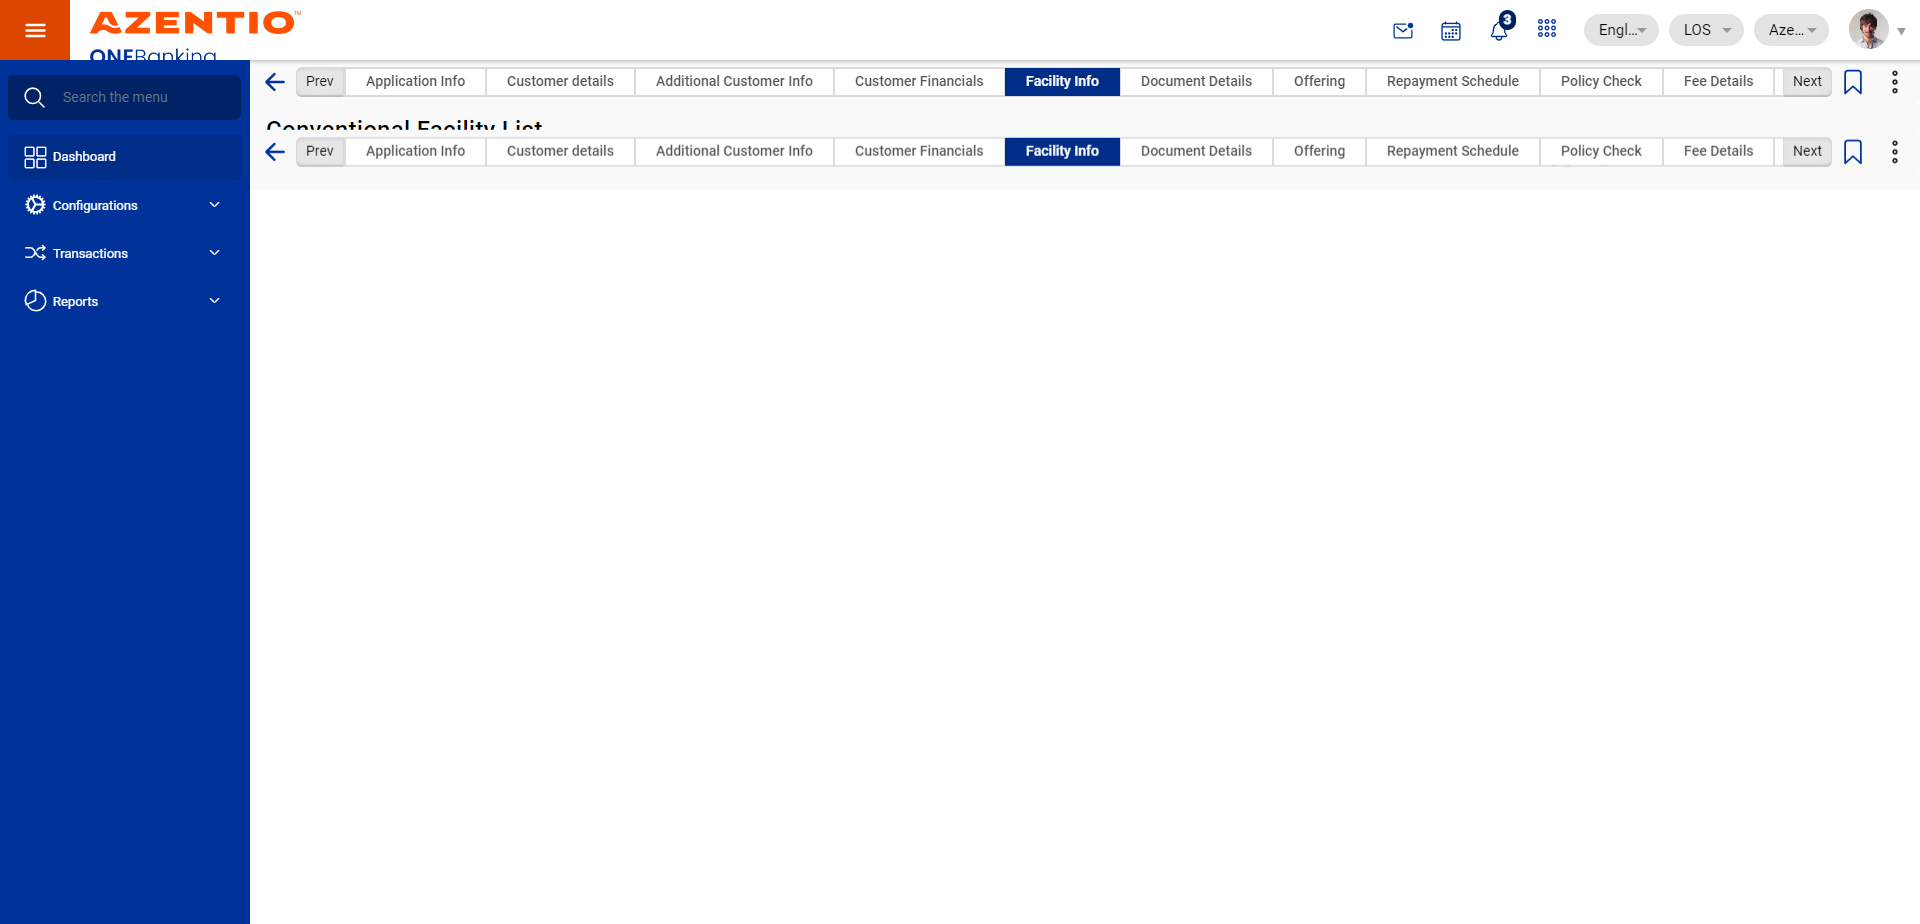 AZENTIO™
ONEBanking
3
Engl...
LOS
Aze...
Search the menu
Dashboard
Configurations
Transactions
Reports
Prev Application Info Customer details Additional Customer Info Customer Financials Facility Info Document Details Offering Repayment Schedule Policy Check Fee Details Next
Conventional Facility List
Prev Application Info Customer details Additional Customer Info Customer Financials Facility Info Document Details Offering Repayment Schedule Policy Check Fee Details Next